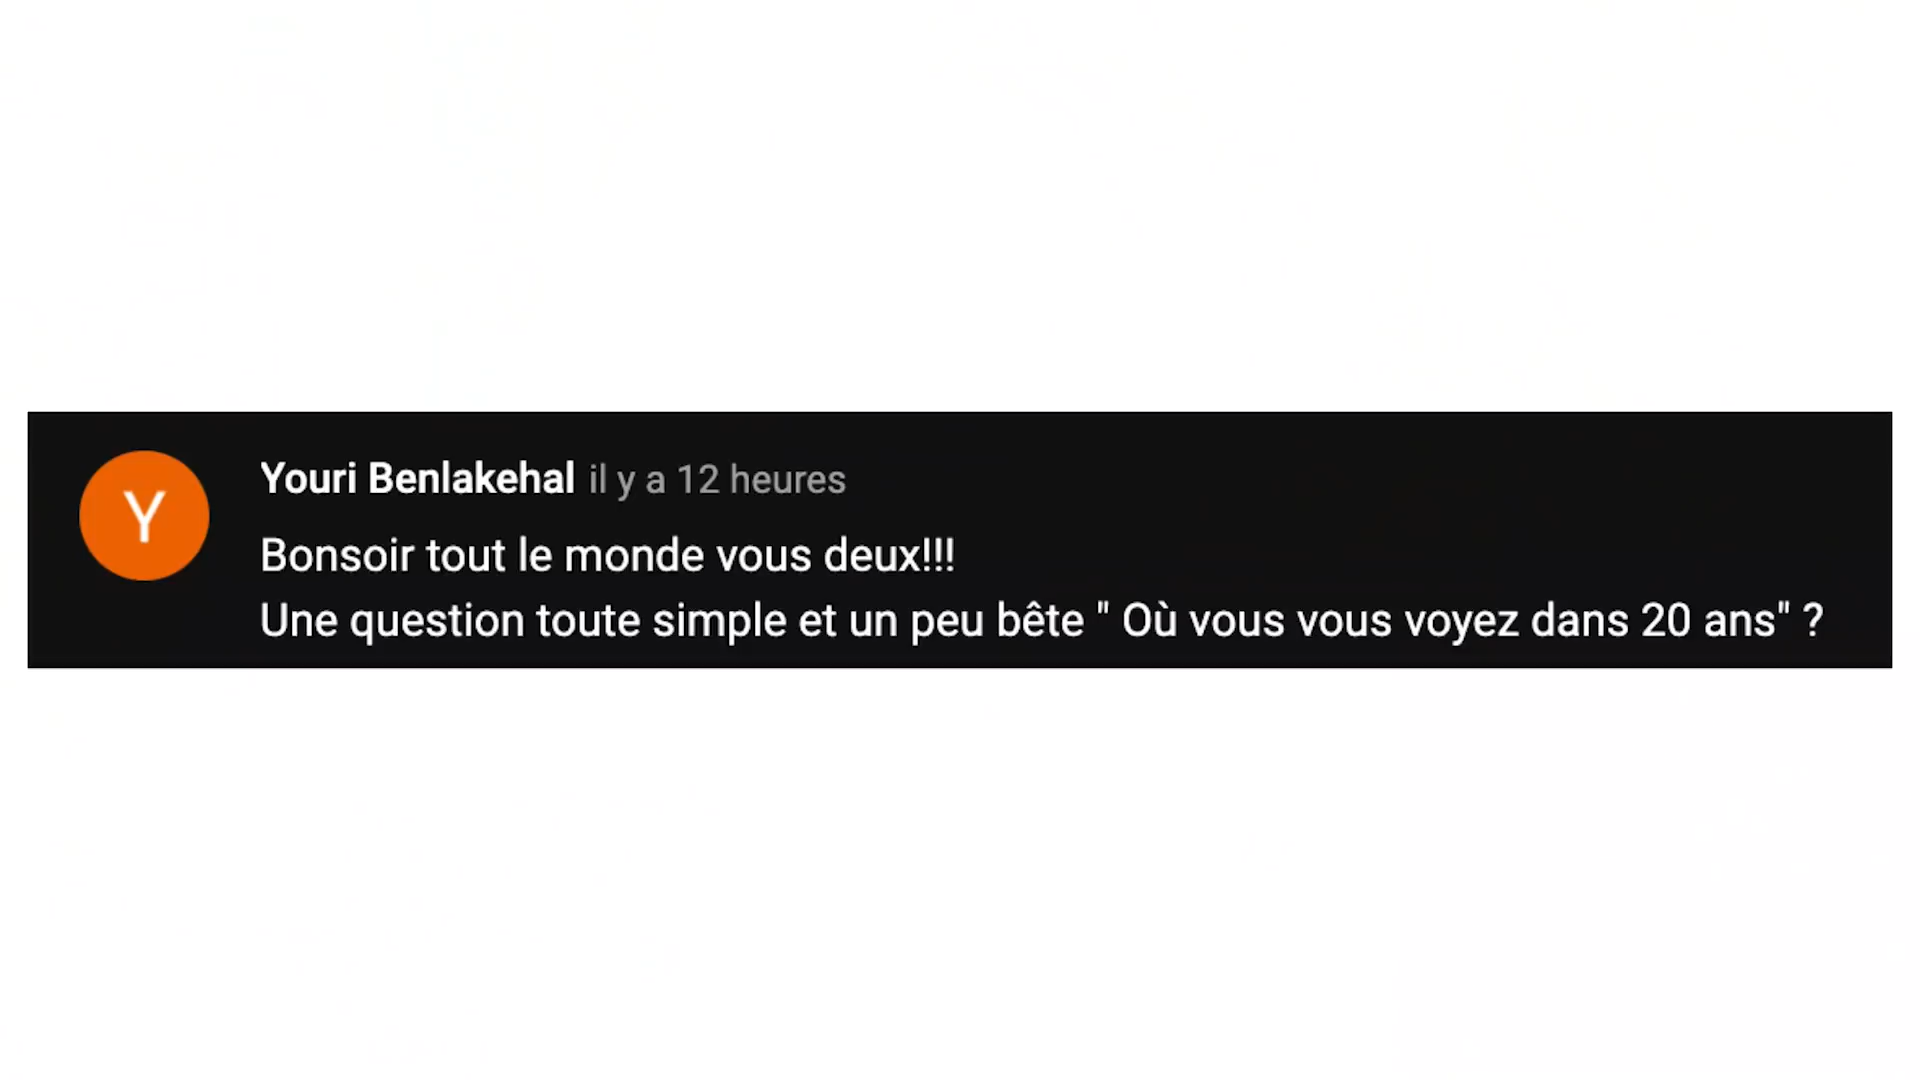 Y
Youri Benlakehal il y a 12 heures
Bonsoir tout le monde vous deux!!!
Une question toute simple et un peu bête " Où vous vous voyez dans 20 ans" ?